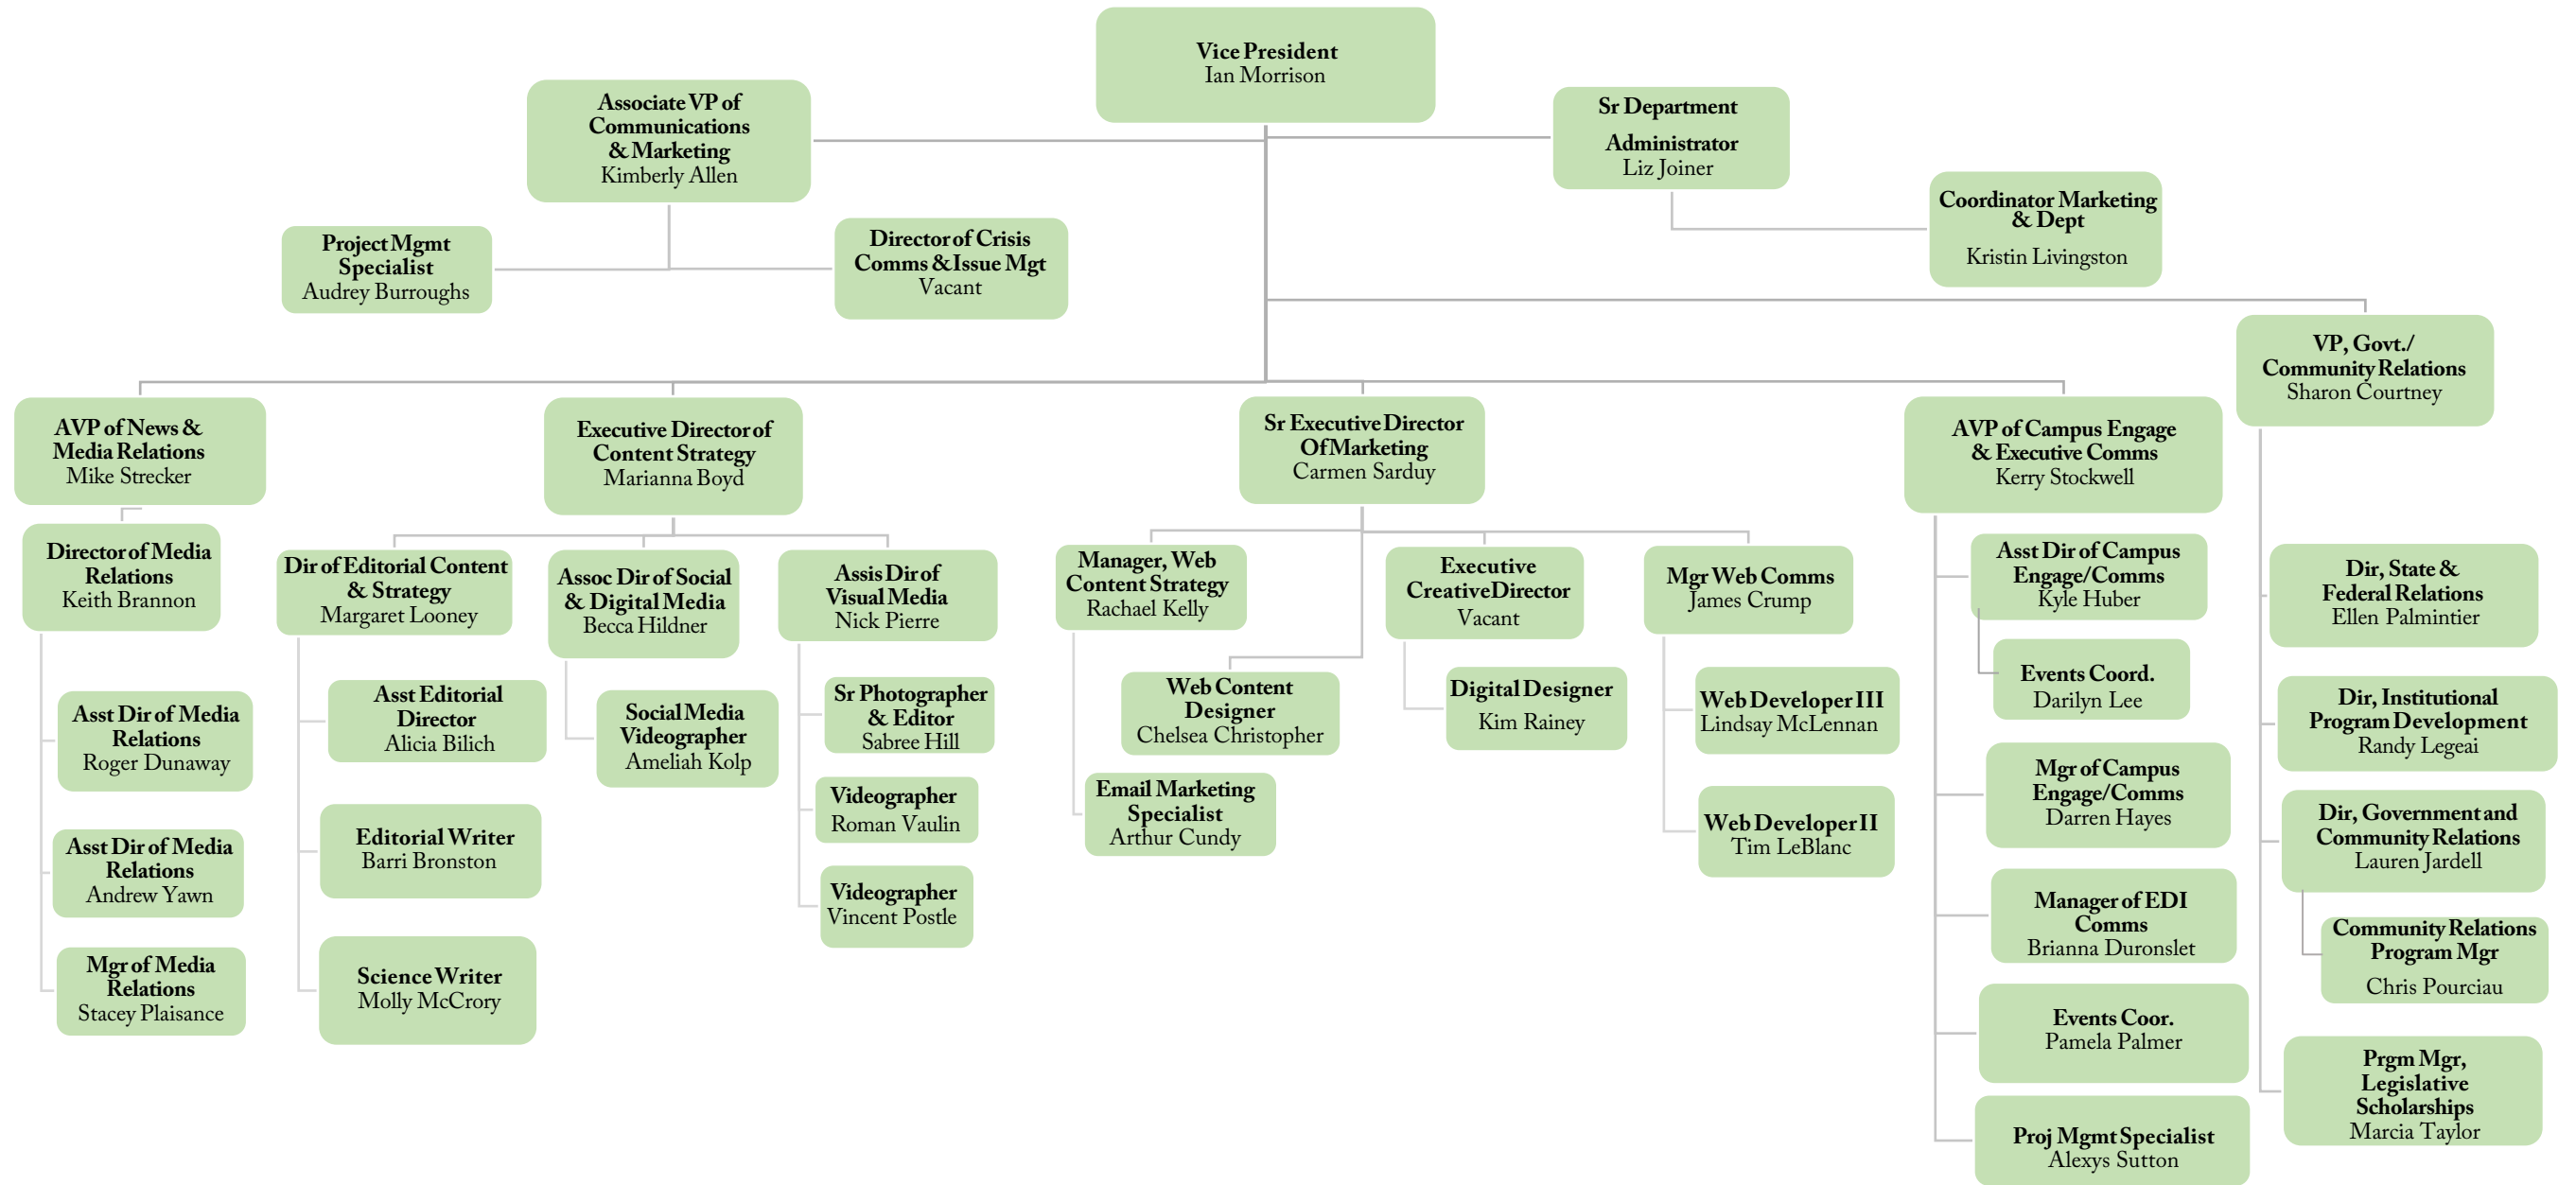 Vice President
Ian Morrison
Associate VP of
Communications
& Marketing
Kimberly Allen
Sr Department
Administrator
Liz Joiner
Coordinator Marketing
& Dept
Kristin Livingston
Project Mgmt
Specialist
Audrey Burroughs
Director of Crisis
Comms & Issue Mgt
Vacant
VP, Govt./
Community Relations
Sharon Courtney
AVP of News &
Media Relations
Mike Strecker
Executive Director of
Content Strategy
Marianna Boyd
Sr Executive Director
Of Marketing
Carmen Sarduy
AVP of Campus Engage
& Executive Comms
Kerry Stockwell
Director of Media
Relations
Keith Brannon
Dir of Editorial Content
& Strategy
Margaret Looney
Assoc Dir of Social
& Digital Media
Becca Hildner
Assis Dir of
Visual Media
Nick Pierre
Manager, Web
Content Strategy
Rachael Kelly
Executive
Creative Director
Vacant
Mgr Web Comms
James Crump
Asst Dir of Campus
Engage/Comms
Kyle Huber
Dir, State &
Federal Relations
Ellen Palmintier
Asst Dir of Media
Relations
Roger Dunaway
Asst Editorial
Director
Alicia Bilich
Social Media
Videographer
Ameliah Kolp
Sr Photographer
& Editor
Sabree Hill
Web Content
Designer
Chelsea Christopher
Digital Designer
Kim Rainey
Web Developer III
Lindsay McLennan
Events Coord.
Darilyn Lee
Dir, Institutional
Program Development
Randy Legeai
Videographer
Roman Vaulin
Email Marketing
Specialist
Arthur Cundy
Mgr of Campus
Engage/Comms
Darren Hayes
Dir, Government and
Community Relations
Lauren Jardell
Asst Dir of Media
Relations
Andrew Yawn
Editorial Writer
Barri Bronston
Videographer
Vincent Postle
Web Developer II
Tim LeBlanc
Manager of EDI
Comms
Brianna Duronslet
Community Relations
Program Mgr
Chris Pourciau
Mgr of Media
Relations
Stacey Plaisance
Science Writer
Molly McCrory
Events Coor.
Pamela Palmer
Prgm Mgr,
Legislative
Scholarships
Marcia Taylor
Proj Mgmt Specialist
Alexys Sutton